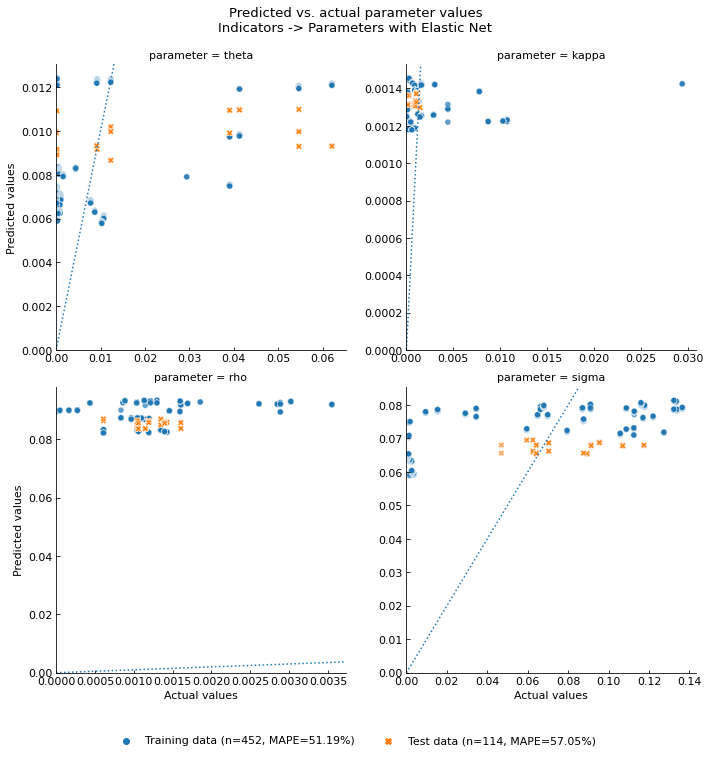 Predicted vs. actual parameter values
Indicators -> Parameters with Elastic Net
parameter = theta
parameter = kappa
Predicted values
0.012
0.010
0.008
0.006
0.004
0.002
0.000
0.00 0.01 0.02 0.03 0.04 0.05 0.06
0.0014
0.0012
0.0010
0.0008
0.0006
0.0004
0.0002
0.0000
0.000 0.005 0.010 0.015 0.020 0.025 0.030
parameter = rho
parameter = sigma
Predicted values
0.08
0.06
0.04
0.02
0.00
0.0000 0.0005 0.0010 0.0015 0.0020 0.0025 0.0030 0.0035
Actual values
0.08
0.07
0.06
0.05
0.04
0.03
0.02
0.01
0.00
0.00 0.02 0.04 0.06 0.08 0.10 0.12 0.14
Actual values
Training data (n=452, MAPE=51.19%)
Test data (n=114, MAPE=57.05%)